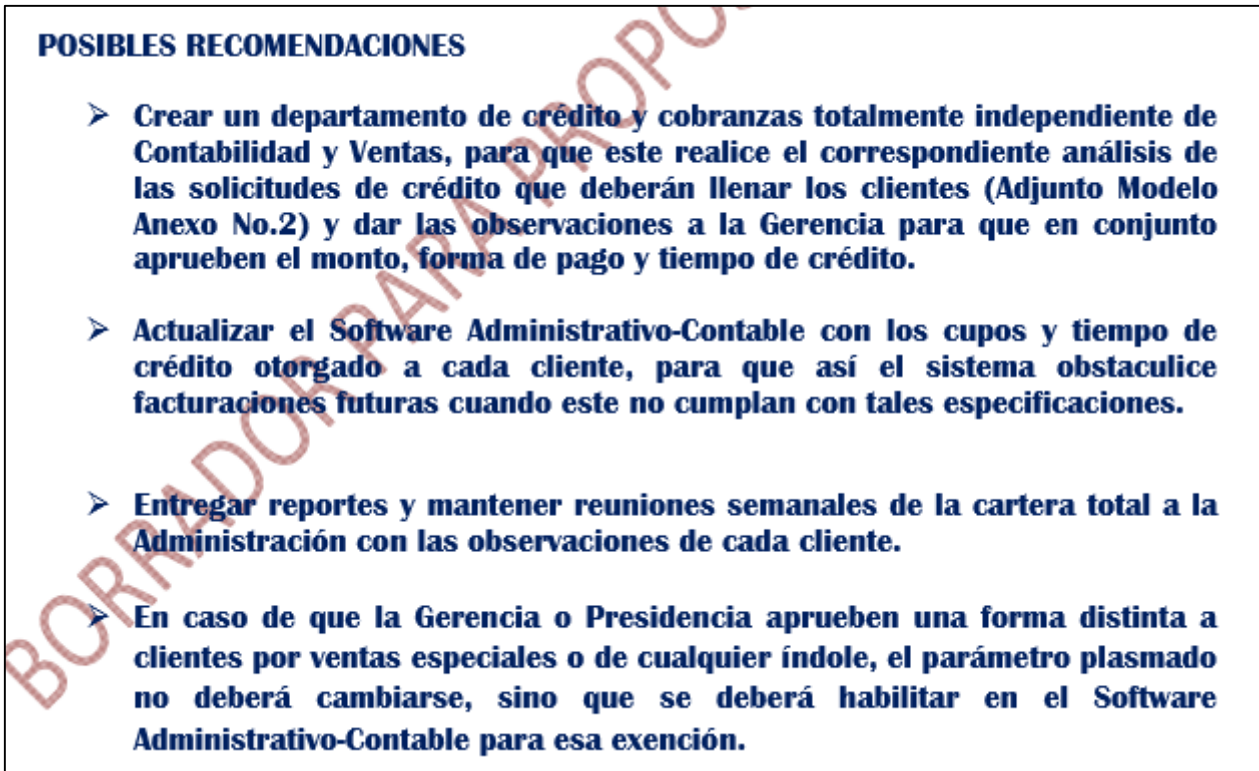 POSIBLES RECOMENDACIONES
➤ Crear un departamento de crédito y cobranzas totalmente independiente de
Contabilidad y Ventas, para que este realice el correspondiente análisis de
las solicitudes de crédito que deberán llenar los clientes (Adjunto Modelo
Anexo No.2) y dar las observaciones a la Gerencia para que en conjunto
aprueben el monto, forma de pago y tiempo de crédito.
➤ Actualizar el Software Administrativo-Contable con los cupos y tiempo de
crédito otorgado a cada cliente, para que así el sistema obstaculice
facturaciones futuras cuando este no cumplan con tales especificaciones.
➤ Entregar reportes y mantener reuniones semanales de la cartera total a la
Administración con las observaciones de cada cliente.
➤ En caso de que la Gerencia o Presidencia aprueben una forma distinta a
clientes por ventas especiales o de cualquier índole, el parámetro plasmado
no deberá cambiarse, sino que se deberá habilitar en el Software
Administrativo-Contable para esa exención.
BORRADOR PARA